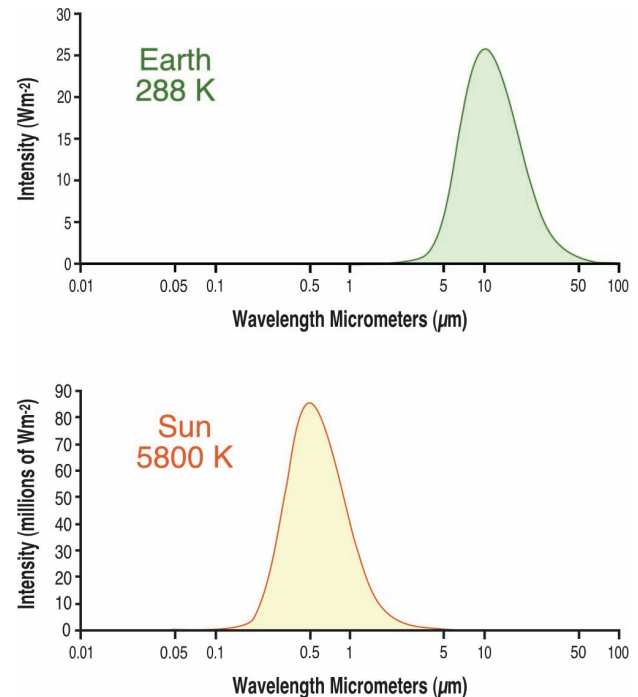 30
25
20
15
10
5
0
Intensity (Wm-2)
Earth
288 K
0.01 0.05 0.1 0.5 1 5 10 50 100
Wavelength Micrometers (µm)
90
80
70
60
50
40
30
20
10
0
Intensity (millions of Wm-2)
Sun
5800 K
0.01 0.05 0.1 0.5 1 5 10 50 100
Wavelength Micrometers (µm)